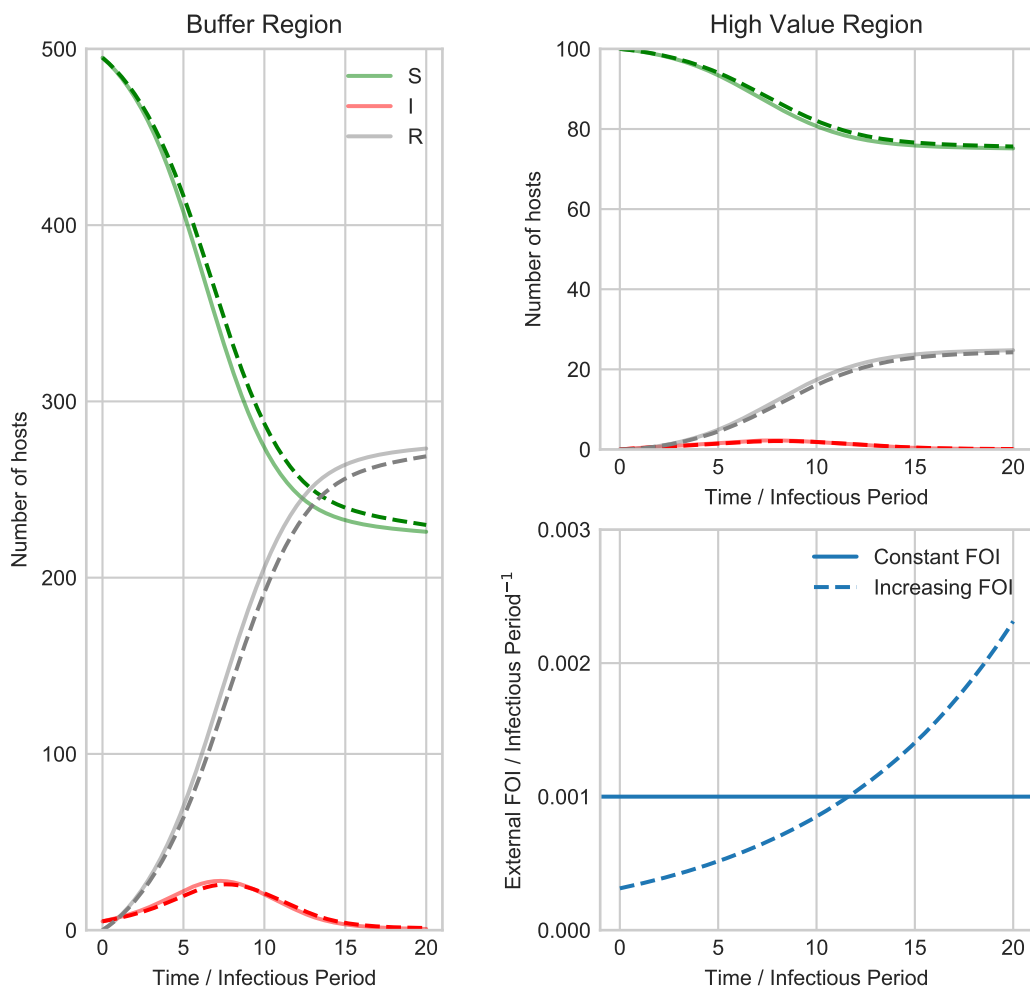 Buffer Region
500
400
300
200
100
0
Number of hosts
0 5 10 15 20
Time / Infectious Period
S
I
R
High Value Region
100
80
60
40
20
0
Number of hosts
0 5 10 15 20
Time / Infectious Period
0.003
0.002
0.001
0.000
External FOI / Infectious Period⁻¹
Constant FOI
Increasing FOI
0 5 10 15 20
Time / Infectious Period